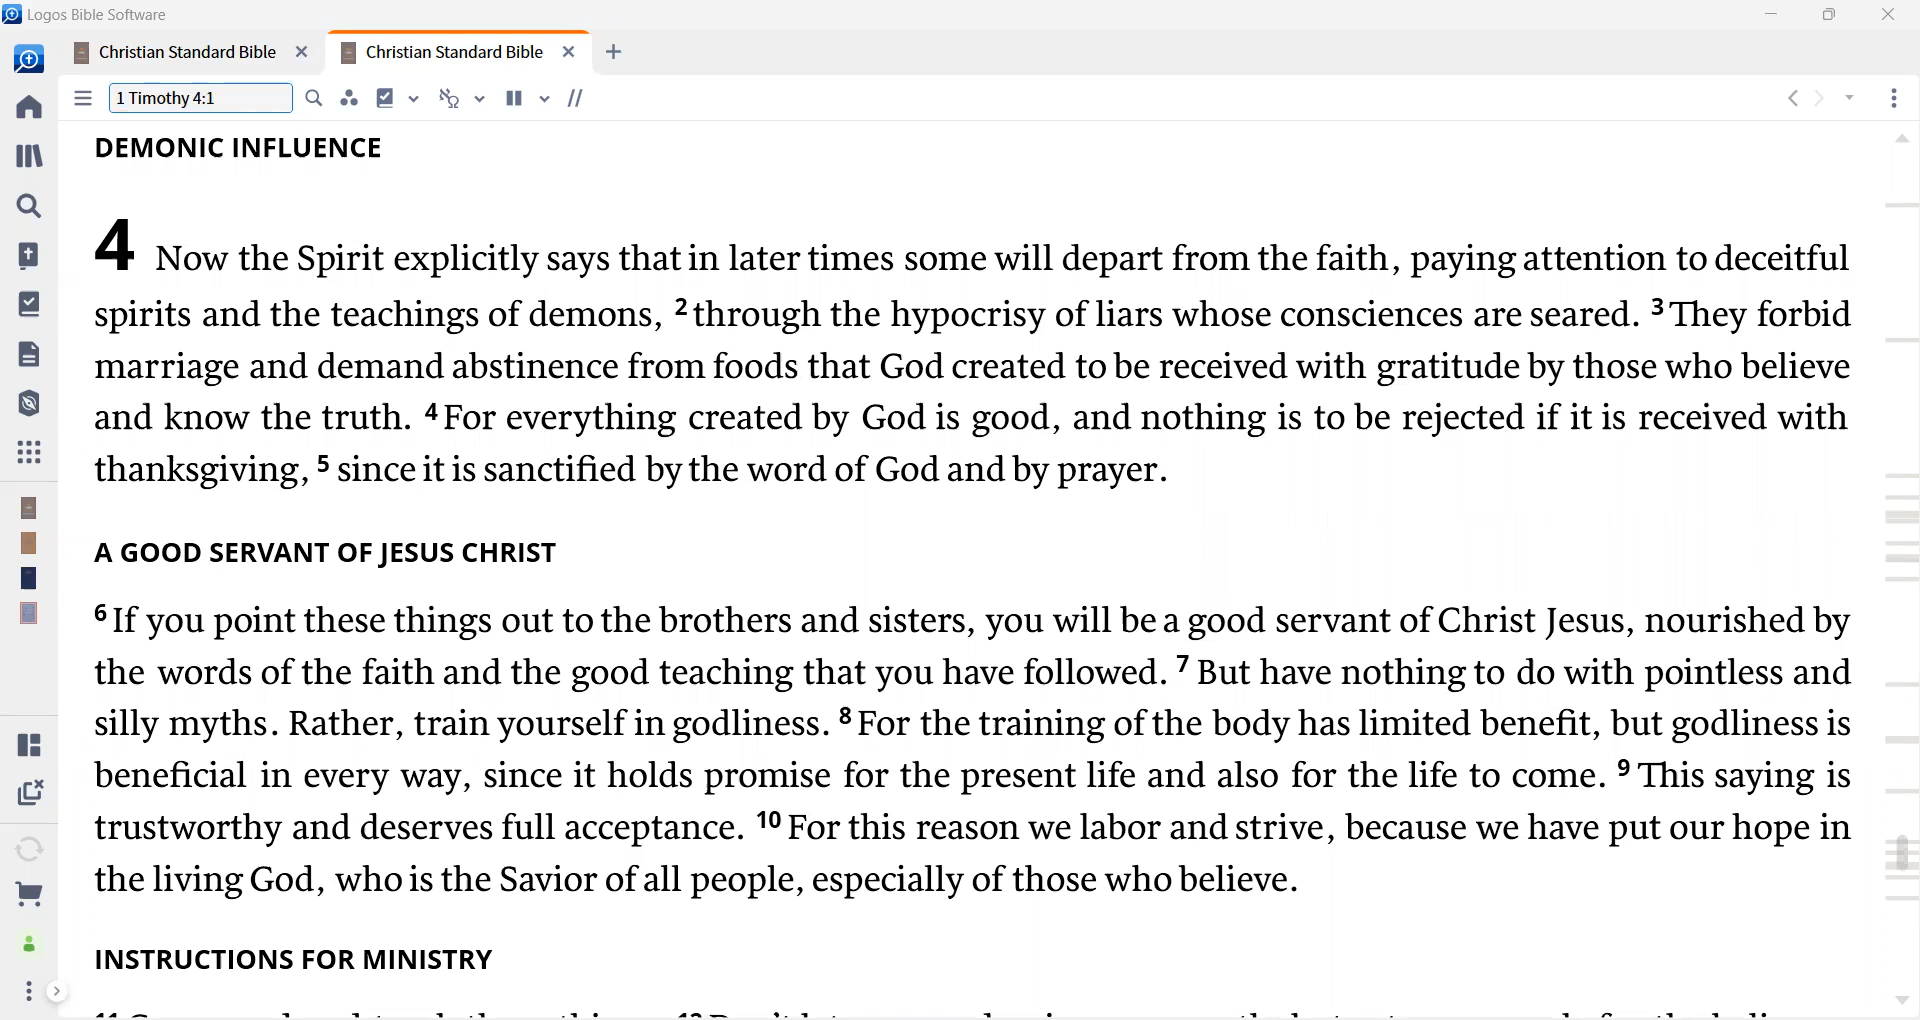 Logos Bible Software
Christian Standard Bible
Christian Standard Bible
1 Timothy 4:1
DEMONIC INFLUENCE
4 Now the Spirit explicitly says that in later times some will depart from the faith, paying attention to deceitful
spirits and the teachings of demons, 2 through the hypocrisy of liars whose consciences are seared. 3 They forbid
marriage and demand abstinence from foods that God created to be received with gratitude by those who believe
and know the truth. 4 For everything created by God is good, and nothing is to be rejected if it is received with
thanksgiving, 5 since it is sanctified by the word of God and by prayer.
A GOOD SERVANT OF JESUS CHRIST
6 If you point these things out to the brothers and sisters, you will be a good servant of Christ Jesus, nourished by
the words of the faith and the good teaching that you have followed. 7 But have nothing to do with pointless and
silly myths. Rather, train yourself in godliness. 8 For the training of the body has limited benefit, but godliness is
beneficial in every way, since it holds promise for the present life and also for the life to come. 9 This saying is
trustworthy and deserves full acceptance. 10 For this reason we labor and strive, because we have put our hope in
the living God, who is the Savior of all people, especially of those who believe.
INSTRUCTIONS FOR MINISTRY